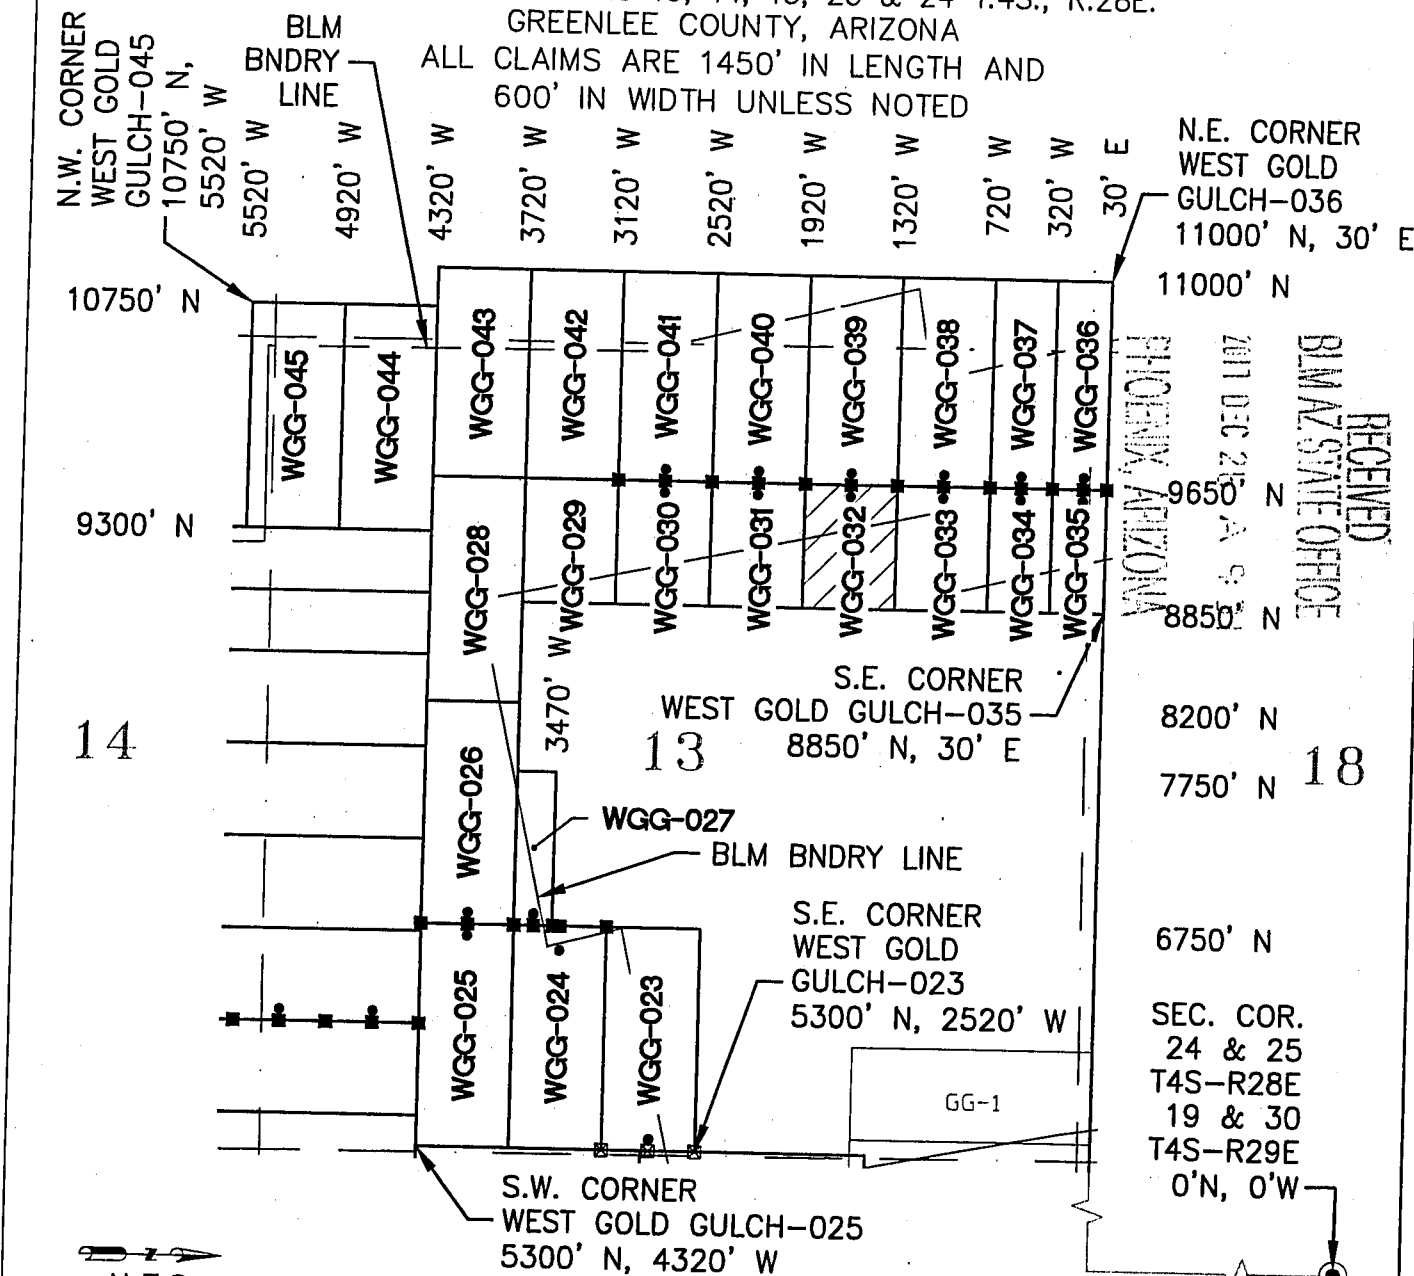 GREENLEE COUNTY, ARIZONA
ALL CLAIMS ARE 1450' IN LENGTH AND
600' IN WIDTH UNLESS NOTED
N.W. CORNER
WEST GOLD
GULCH-045
10750' N,
5520' W
BLM
BNDRY
LINE
N.E. CORNER
WEST GOLD
GULCH-036
11000' N, 30' E
5520' W
4920' W
4320' W
3720' W
3120' W
2520' W
1920' W
1320' W
720' W
320' W
30' E
10750' N
11000' N
WGG-045
WGG-044
WGG-043
WGG-042
WGG-041
WGG-040
WGG-039
WGG-038
WGG-037
WGG-036
RECEIVED
BLM AZ STATE OFFICE
PHOENIX, ARIZONA
9650' N
9300' N
WGG-028
WGG-029
WGG-030
WGG-031
WGG-032
WGG-033
WGG-034
WGG-035
8850' N
3470' W
S.E. CORNER
WEST GOLD GULCH-035
8850' N, 30' E
8200' N
14
13
18
7750' N
WGG-026
WGG-027
BLM BNDRY LINE
S.E. CORNER
WEST GOLD
GULCH-023
5300' N, 2520' W
6750' N
WGG-025
WGG-024
WGG-023
GG-1
SEC. COR.
24 & 25
T4S-R28E
19 & 30
T4S-R29E
0'N, 0'W
S.W. CORNER
WEST GOLD GULCH-025
5300' N, 4320' W